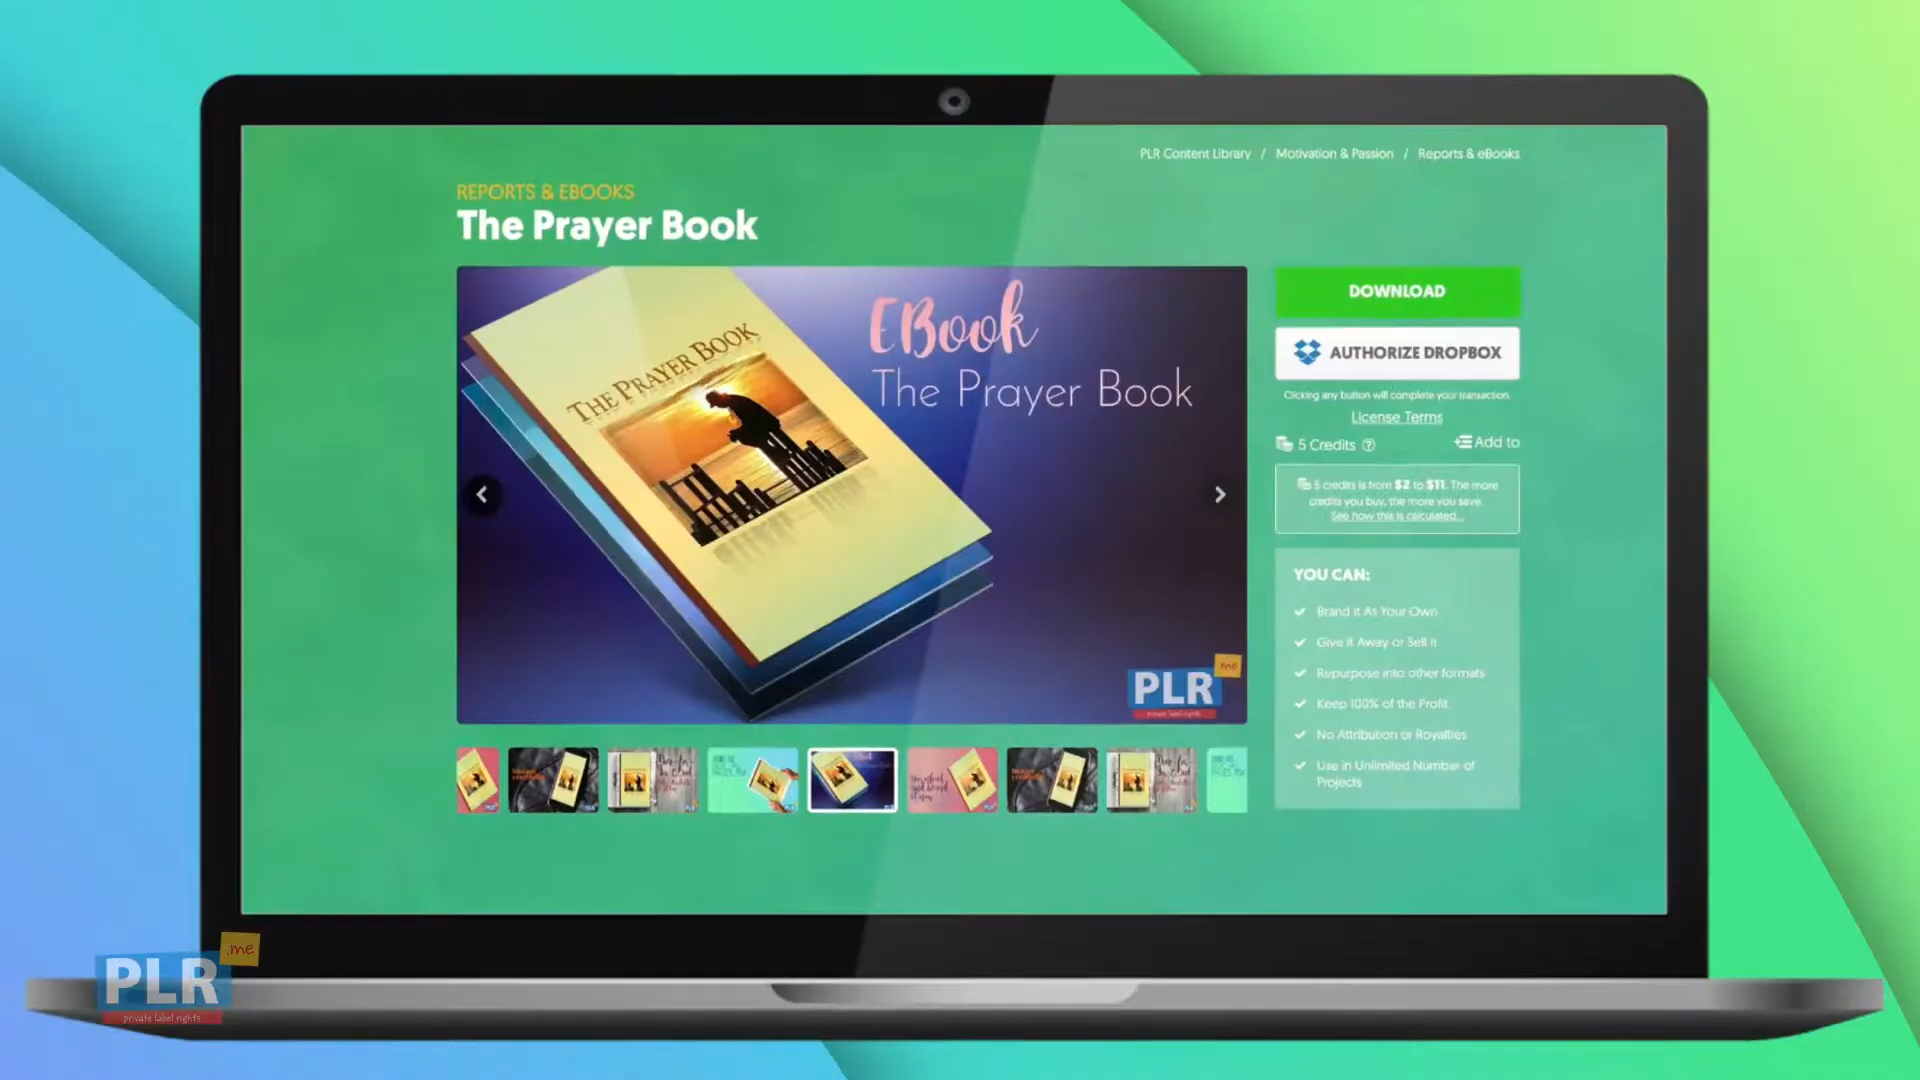 PLR Content Library / Motivation & Passion / Reports & eBooks
REPORTS & EBOOKS
The Prayer Book
EBook
The Prayer Book
THE PRAYER BOOK
PLR
me
private label rights
DOWNLOAD
AUTHORIZE DROPBOX
Clicking any button will complete your transaction.
License Terms
5 Credits ?
Add to
5 credits is from $2 to $11. The more
credits you buy, the more you save.
See how this is calculated...
YOU CAN:
Brand it As Your Own
Give it Away or Sell it
Repurpose into other formats
Keep 100% of the Profit
No Attribution or Royalties
Use in Unlimited Number of
Projects
PLR
.me
private label rights